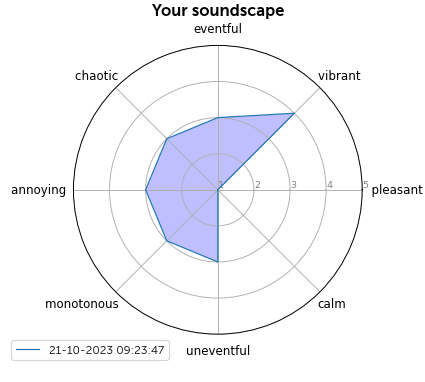 Your soundscape
eventful
chaotic
vibrant
annoying
1 2 3 4 5
pleasant
monotonous
calm
uneventful
21-10-2023 09:23:47